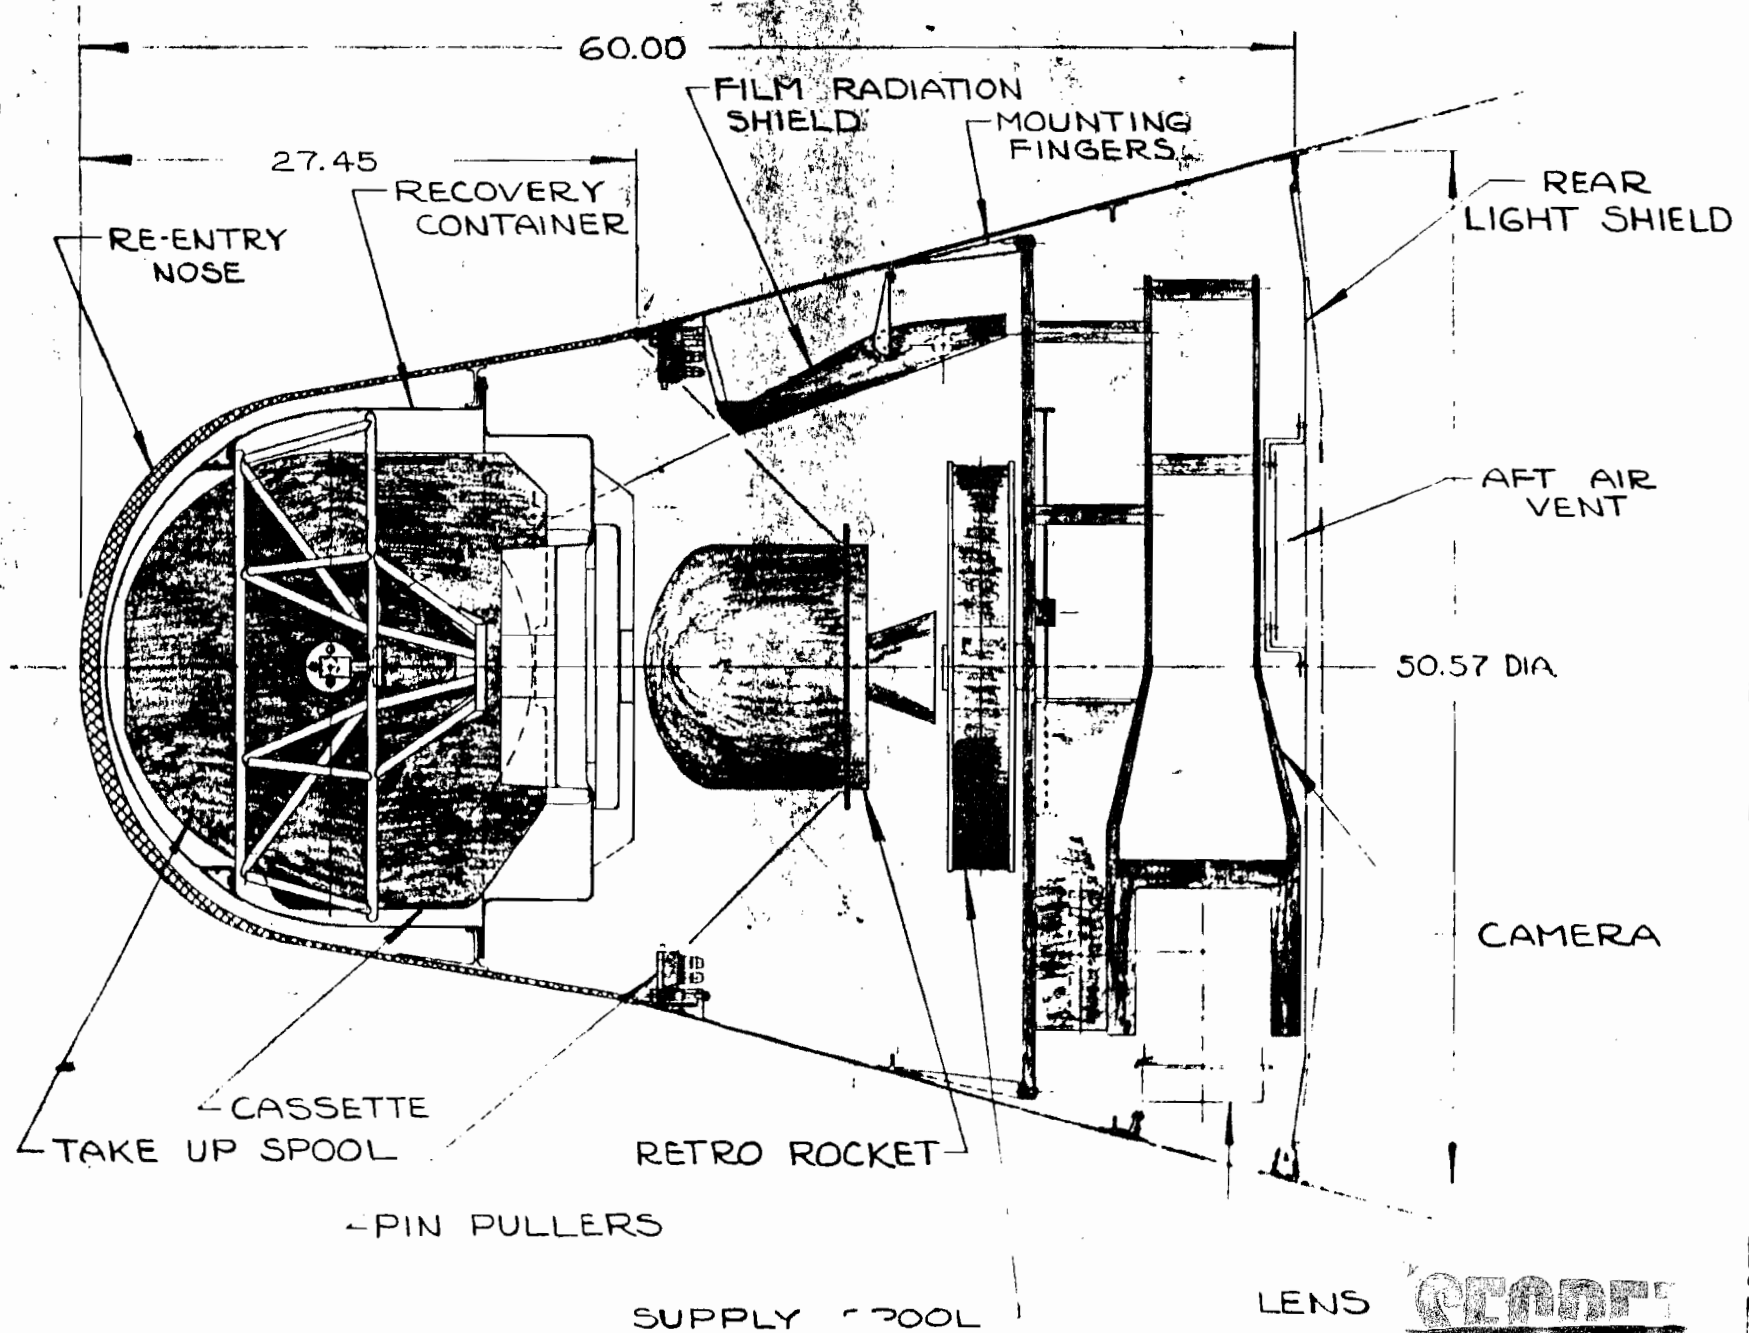 60.00
FILM RADIATION
SHIELD
MOUNTING
FINGERS
27.45
RECOVERY
CONTAINER
REAR
LIGHT SHIELD
RE-ENTRY
NOSE
AFT AIR
VENT
50.57 DIA.
CAMERA
CASSETTE
TAKE UP SPOOL
RETRO ROCKET
PIN PULLERS
LENS
SUPPLY